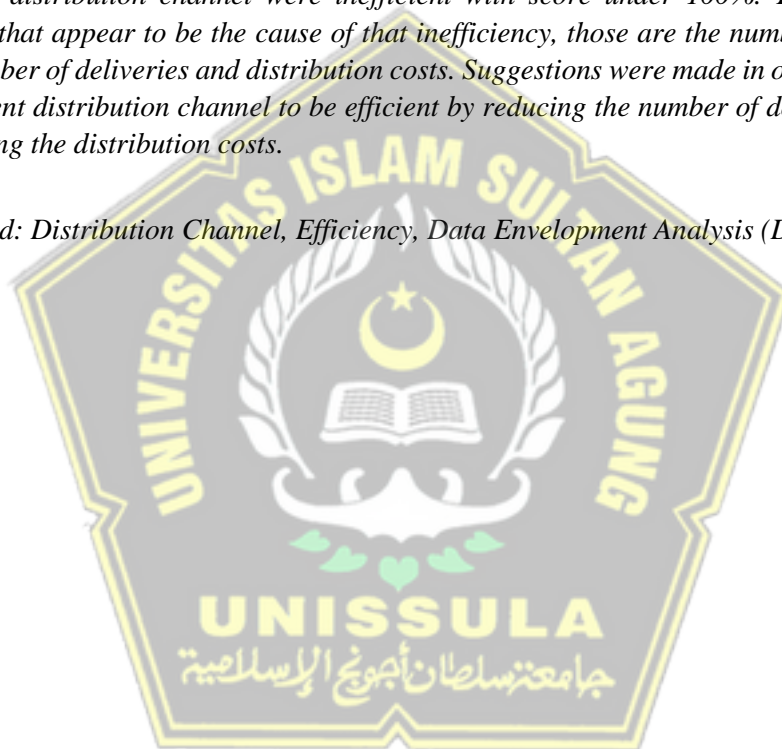 distribution channel were inefficient with score under 100%.
that appear to be the cause of that inefficiency, those are the num
ber of deliveries and distribution costs. Suggestions were made in o
ent distribution channel to be efficient by reducing the number of d
ng the distribution costs.
d: Distribution Channel, Efficiency, Data Envelopment Analysis (
UNIVERSITAS ISLAM SULTAN AGUNG
UNISSULA
جامعتنسلطان أجونج الإسلامية